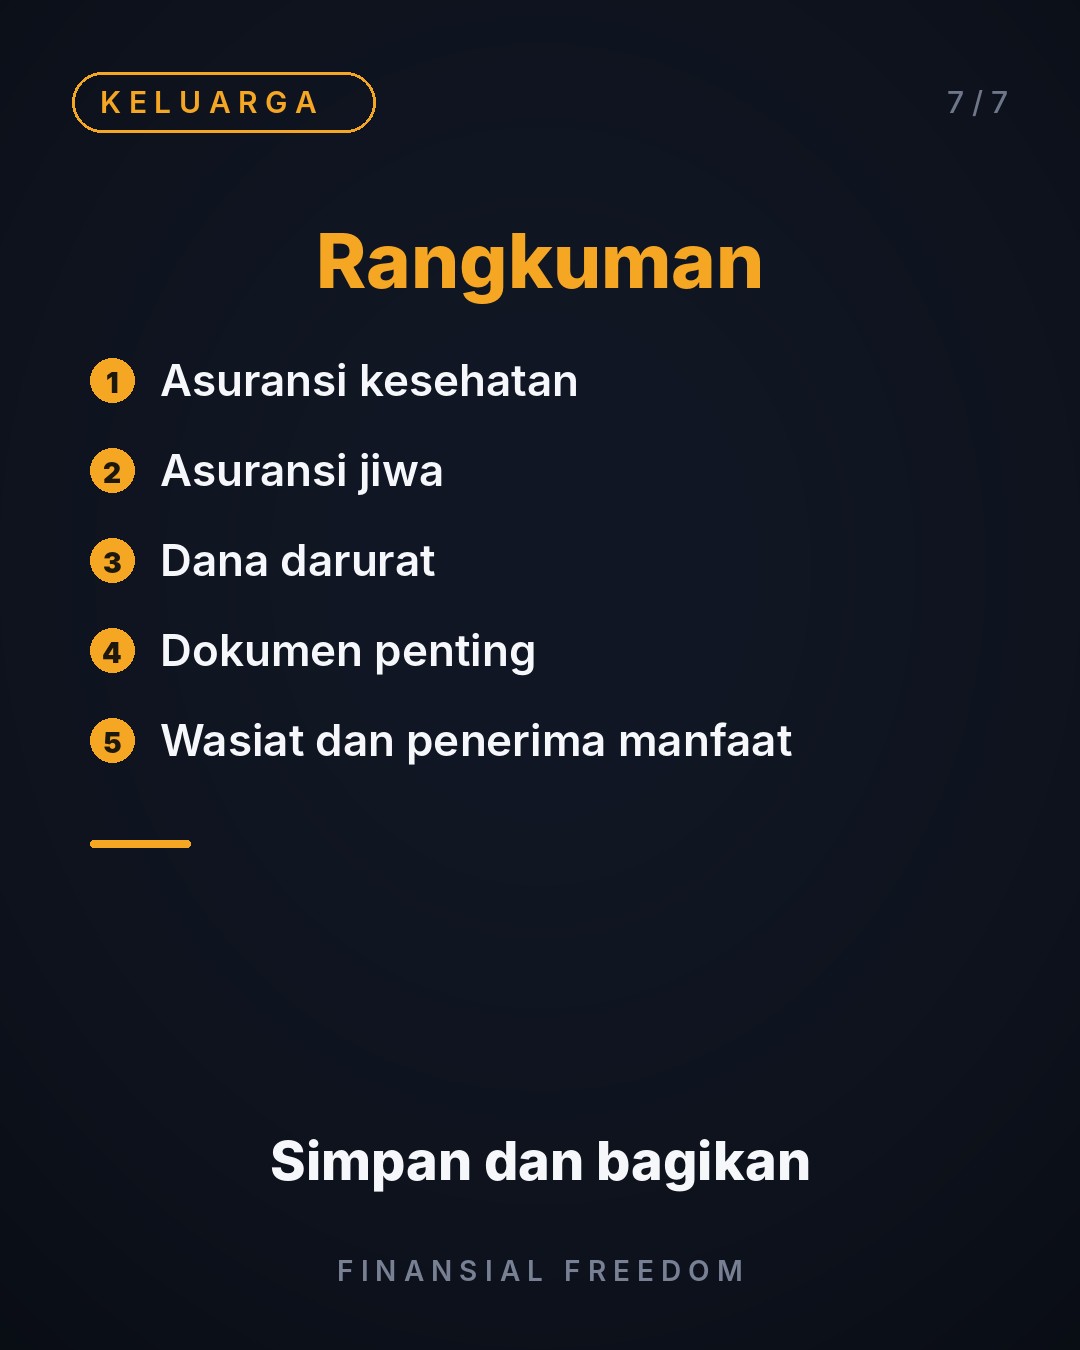 KELUARGA
7/7
Rangkuman
1 Asuransi kesehatan
2 Asuransi jiwa
3 Dana darurat
4 Dokumen penting
5 Wasiat dan penerima manfaat
Simpan dan bagikan
FINANSIAL FREEDOM